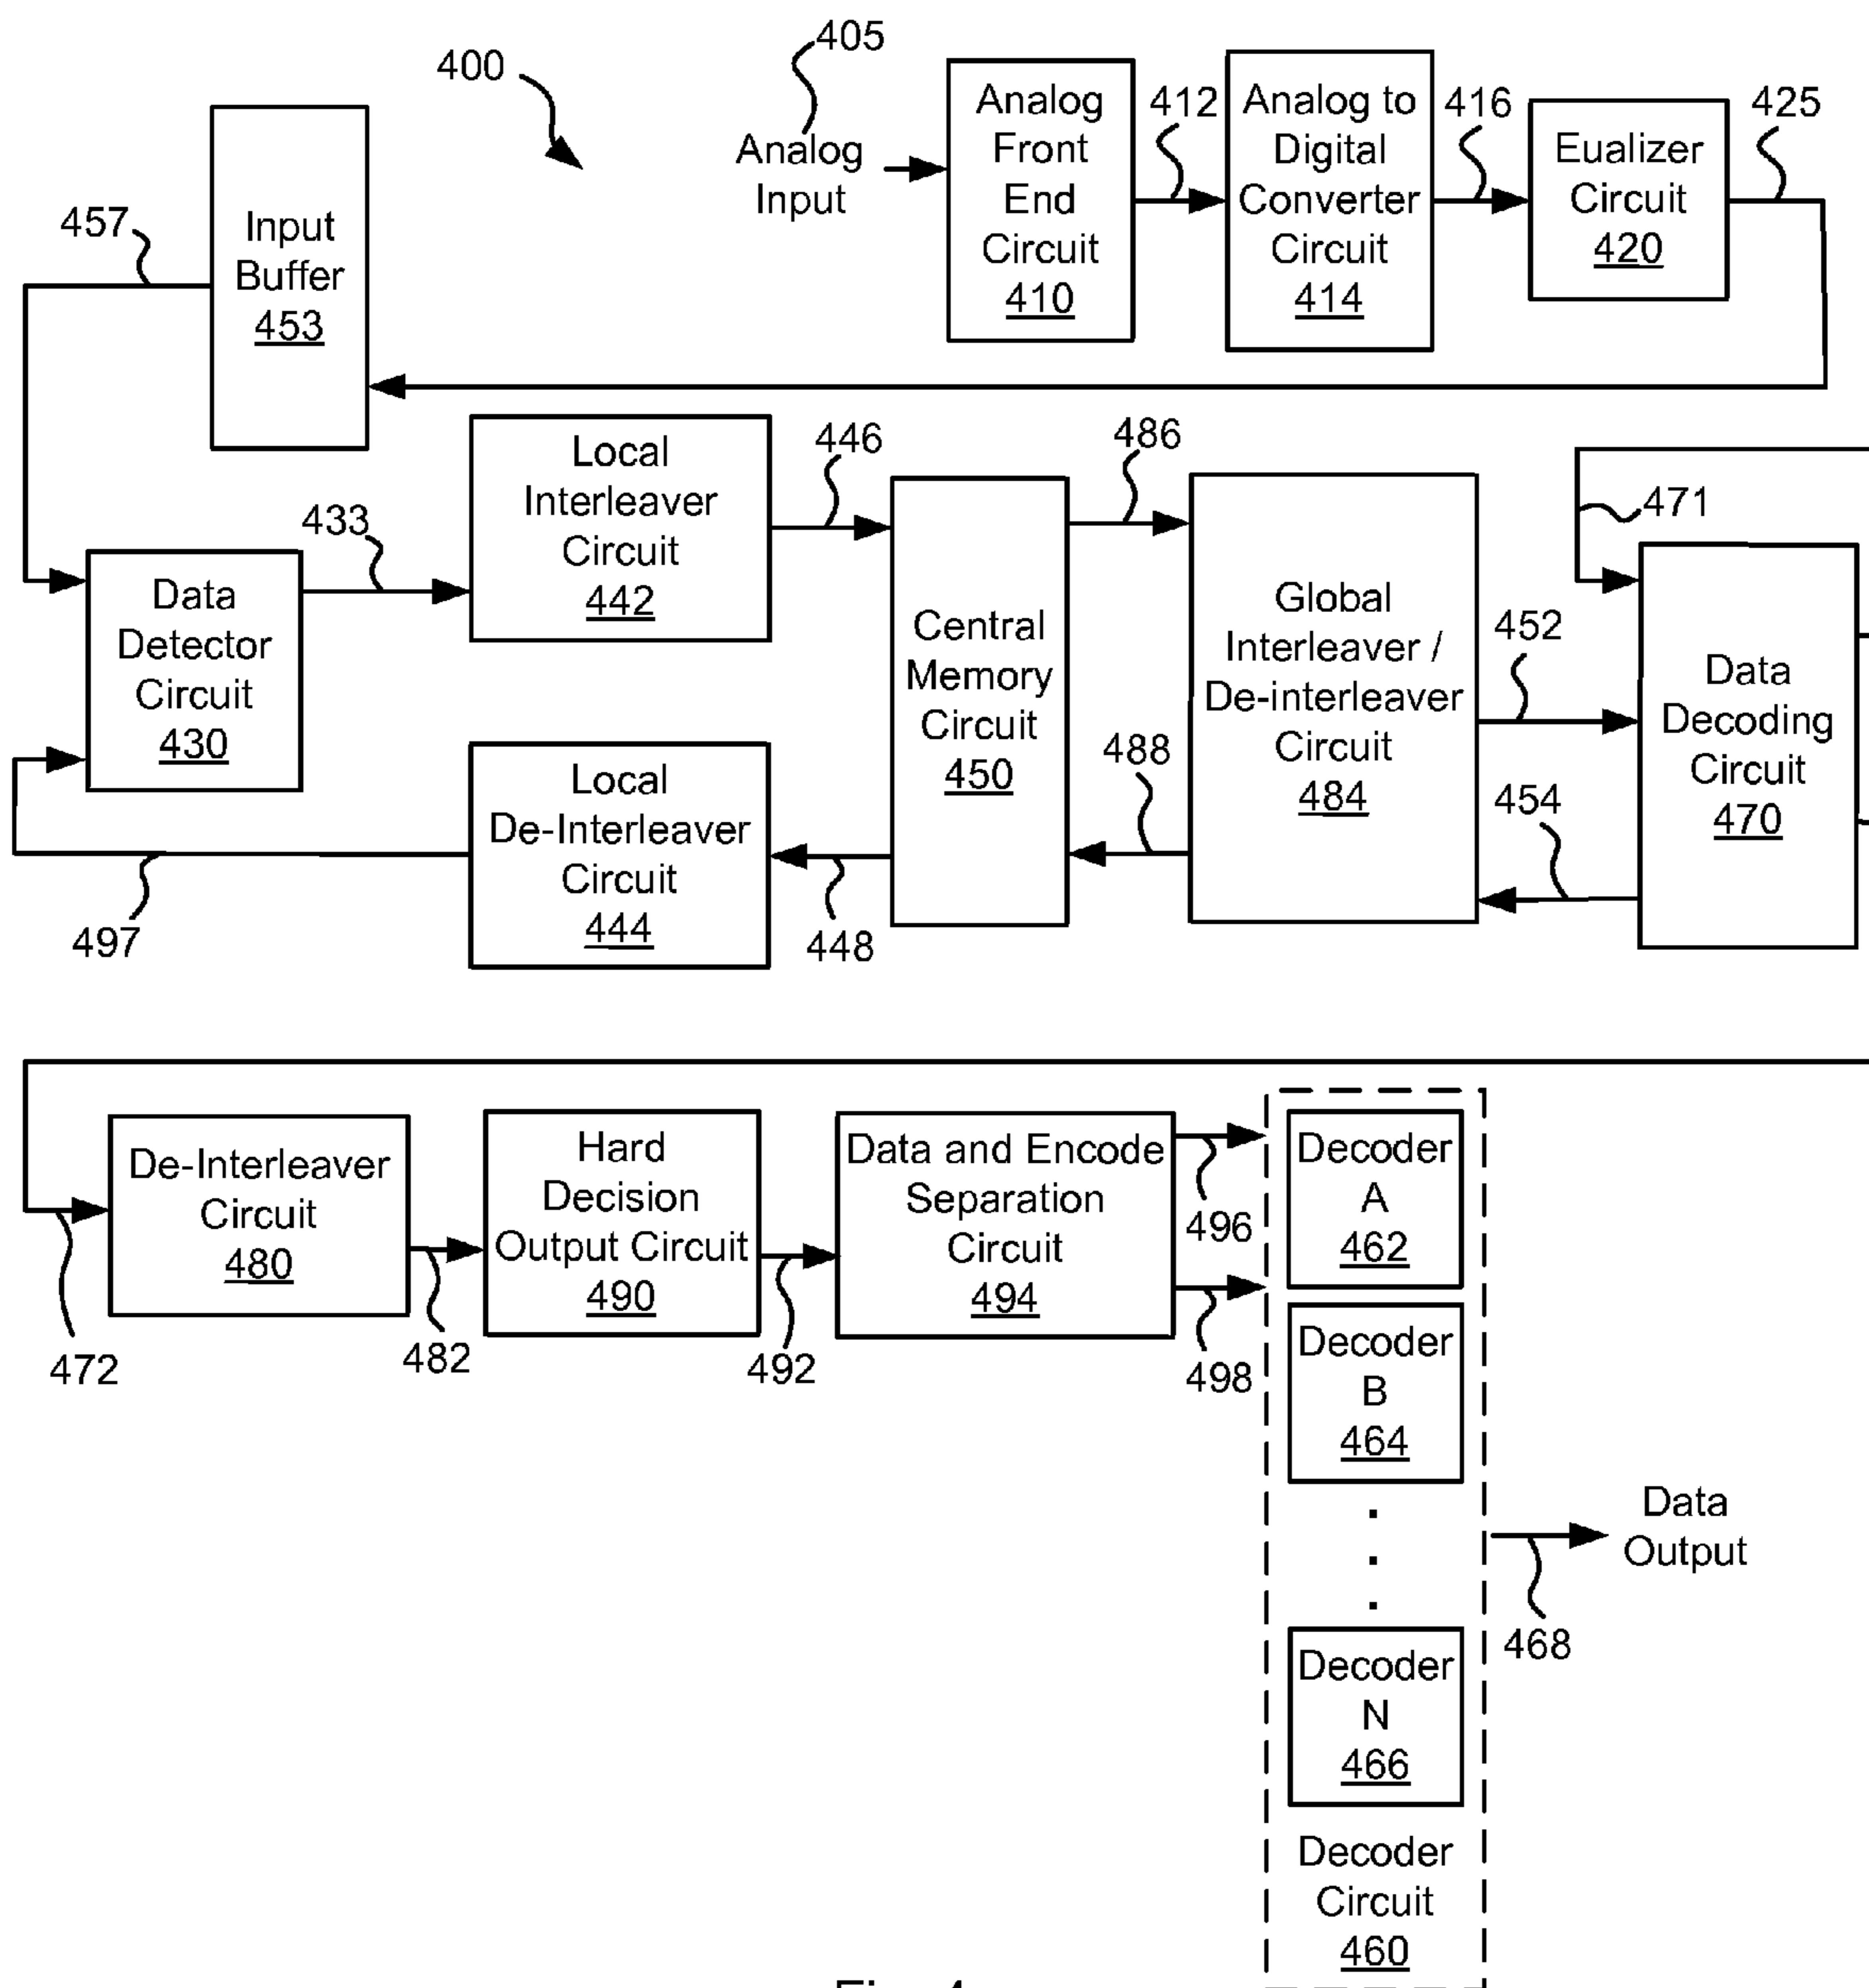 400
405
Analog
Input
Analog
Front
End
Circuit
410
412
Analog to
Digital
Converter
Circuit
414
416
Eualizer
Circuit
420
425
457
Input
Buffer
453
Data
Detector
Circuit
430
433
Local
Interleaver
Circuit
442
446
Central
Memory
Circuit
450
486
Global
Interleaver /
De-interleaver
Circuit
484
471
452
Data
Decoding
Circuit
470
454
488
448
Local
De-Interleaver
Circuit
444
497
472
De-Interleaver
Circuit
480
482
Hard
Decision
Output Circuit
490
492
Data and Encode
Separation
Circuit
494
496
498
Decoder
A
462
Decoder
B
464
.
.
.
Decoder
N
466
Decoder
Circuit
460
468
Data
Output